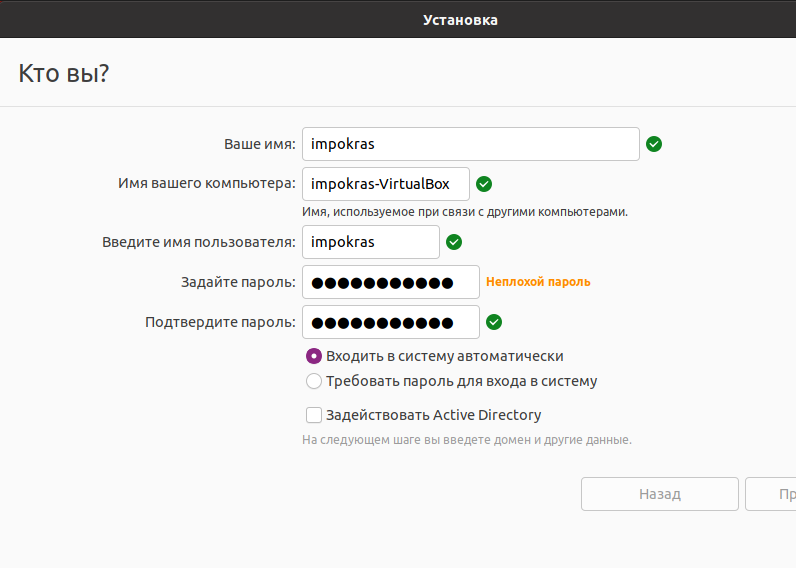 Установка
Кто вы?
Ваше имя: impokras
Имя вашего компьютера: impokras-VirtualBox
Имя, используемое при связи с другими компьютерами.
Введите имя пользователя: impokras
Задайте пароль: ●●●●●●●●●●● Неплохой пароль
Подтвердите пароль: ●●●●●●●●●●●
Входить в систему автоматически
Требовать пароль для входа в систему
Задействовать Active Directory
На следующем шаге вы введете домен и другие данные.
Назад Пр